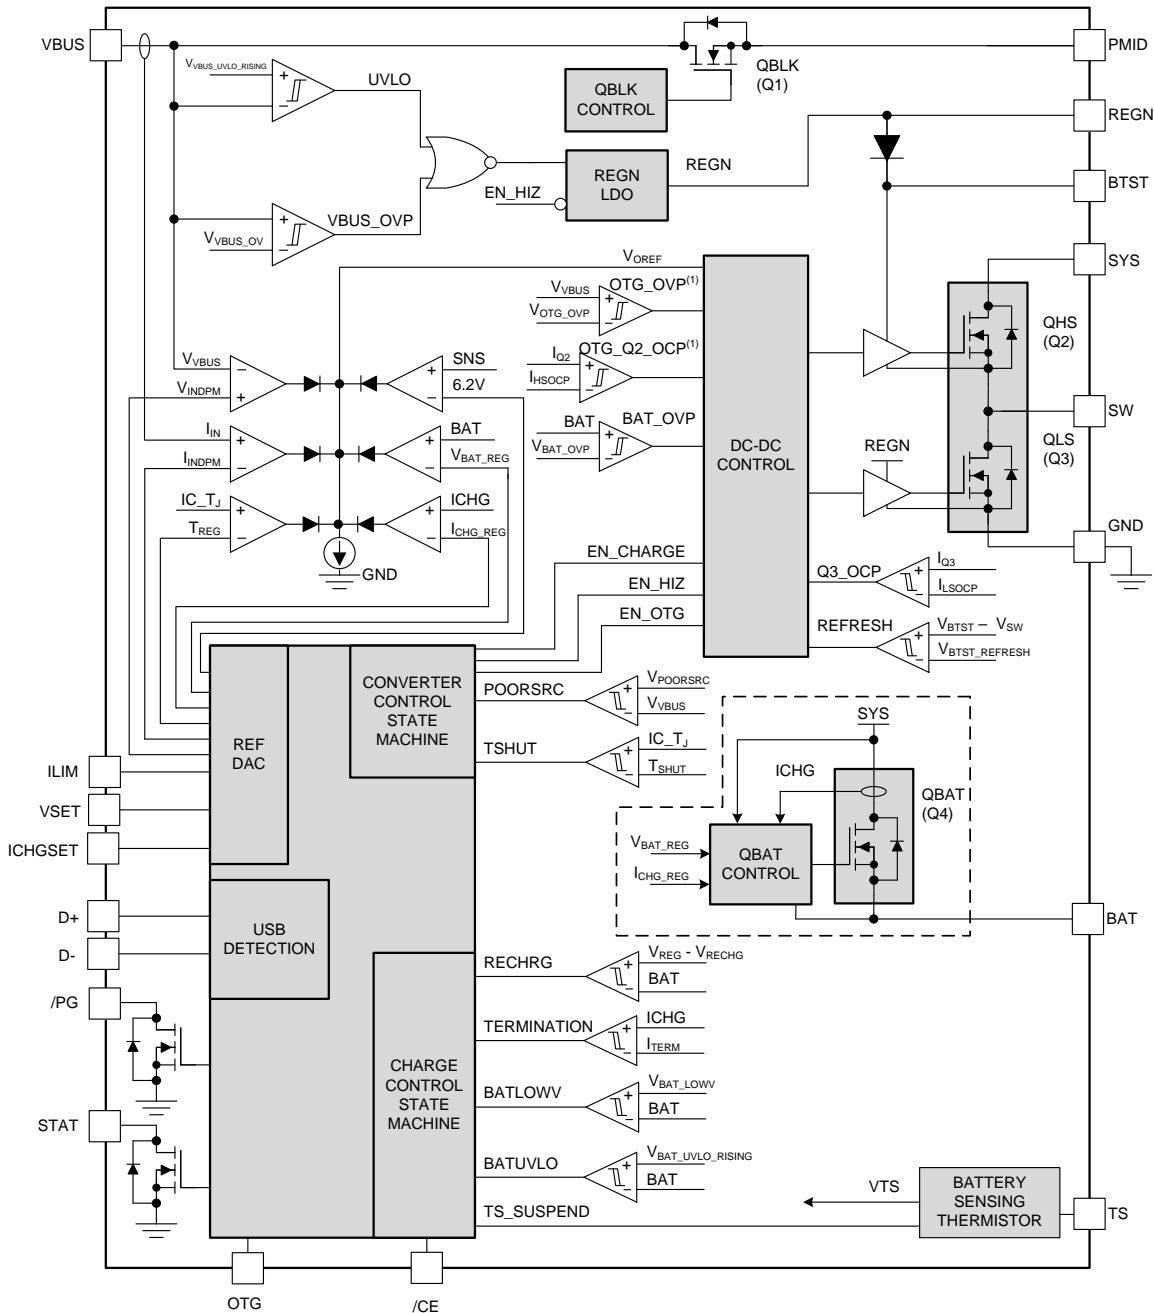 VBUS
PMID
QBLK
(Q1)
V_VBUS_UVLO_RISING
UVLO
QBLK
CONTROL
REGN
EN_HIZ
REGN
LDO
REGN
BTST
VBUS_OVP
V_VBUS_OV
SYS
V_OREF
OTG_OVP(1)
V_VBUS
V_OTG_OVP
QHS
(Q2)
OTG_Q2_OCP(1)
I_Q2
I_HSOCP
V_VBUS
V_INDPM
SNS
6.2V
SW
BAT
BAT_OVP
V_BAT_OVP
DC-DC
CONTROL
REGN
QLS
(Q3)
I_IN
I_INDPM
BAT
V_BAT_REG
IC_T_J
T_REG
ICHG
I_CHG_REG
GND
GND
EN_CHARGE
EN_HIZ
EN_OTG
Q3_OCP
I_Q3
I_LSOCP
REFRESH
V_BTST – V_SW
V_BTST_REFRESH
CONVERTER
CONTROL
STATE
MACHINE
POORSRC
V_POORSRC
V_VBUS
TSHUT
IC_T_J
T_SHUT
REF
DAC
ILIM
VSET
ICHGSET
SYS
ICHG
QBAT
(Q4)
V_BAT_REG
I_CHG_REG
QBAT
CONTROL
BAT
D+
D-
USB
DETECTION
/PG
STAT
RECHRG
V_REG - V_RECHG
BAT
TERMINATION
ICHG
I_TERM
CHARGE
CONTROL
STATE
MACHINE
BATLOWV
V_BAT_LOWV
BAT
BATUVLO
V_BAT_UVLO_RISING
BAT
TS_SUSPEND
VTS
BATTERY
SENSING
THERMISTOR
TS
OTG
/CE